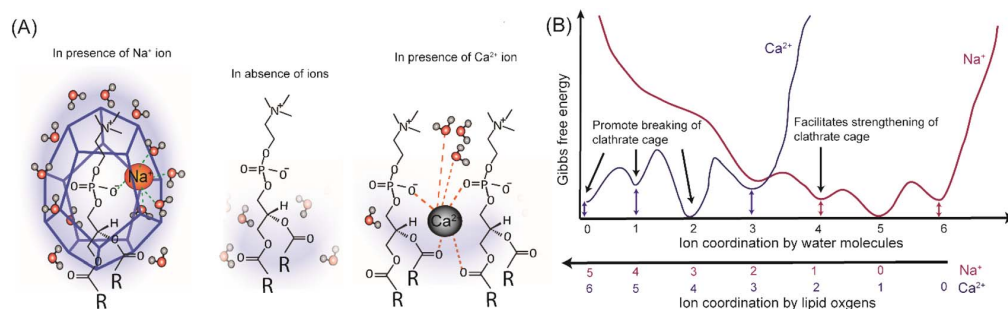 (A)
In presence of Na⁺ ion
In absence of ions
In presence of Ca²⁺ ion
N⁺
O
P
O⁻
Na⁺
O
H
O
O
O
O
R
R
N⁺
O
P
O⁻
O
H
O
O
O
O
R
R
N⁺
O
P
O⁻
O
H
O
O
O
O
R
R
Ca²
N⁺
O
P
O⁻
O
H
O
O
O
O
R
R
(B)
Gibbs free energy
Ca²⁺
Na⁺
Promote breaking of
clathrate cage
Facilitates strengthening of
clathrate cage
0 1 2 3 4 5 6
Ion coordination by water molecules
5 4 3 2 1 0 Na⁺
6 5 4 3 2 1 0 Ca²⁺
Ion coordination by lipid oxgens